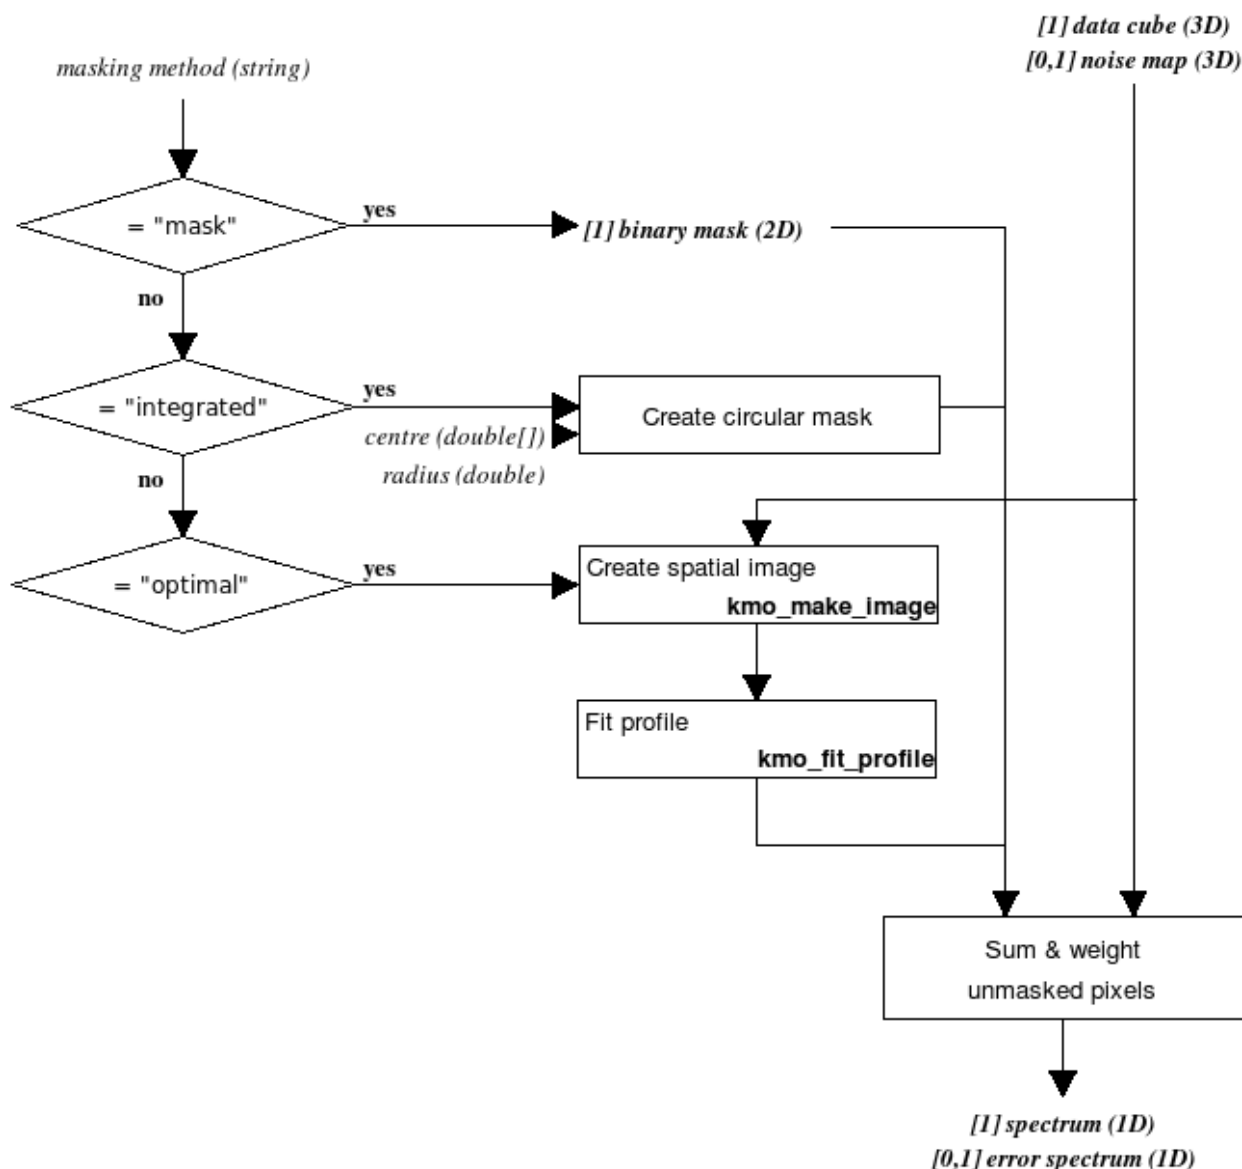 [1] data cube (3D)
[0,1] noise map (3D)
masking method (string)
= "mask"
yes
[1] binary mask (2D)
no
= "integrated"
yes
centre (double[])
radius (double)
Create circular mask
no
= "optimal"
yes
Create spatial image
kmo_make_image
Fit profile
kmo_fit_profile
Sum & weight
unmasked pixels
[1] spectrum (1D)
[0,1] error spectrum (1D)